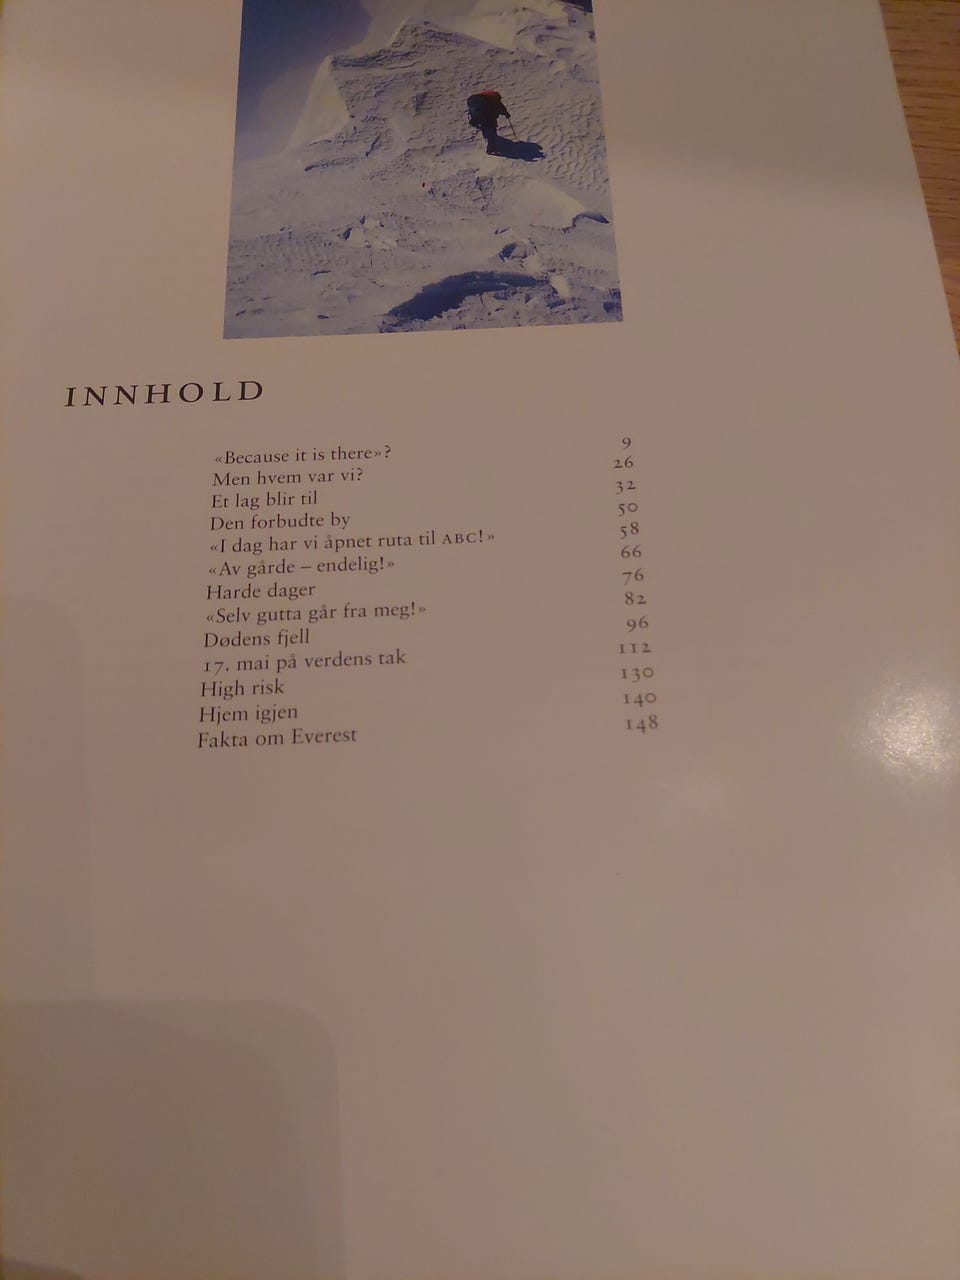 INNHOLD
«Because it is there»? 9
Men hvem var vi? 26
Et lag blir til 32
Den forbudte by 50
«I dag har vi åpnet ruta til ABC!» 58
«Av gårde – endelig!» 66
Harde dager 76
«Selv gutta går fra meg!» 82
Dødens fjell 96
17. mai på verdens tak 112
High risk 130
Hjem igjen 140
Fakta om Everest 148